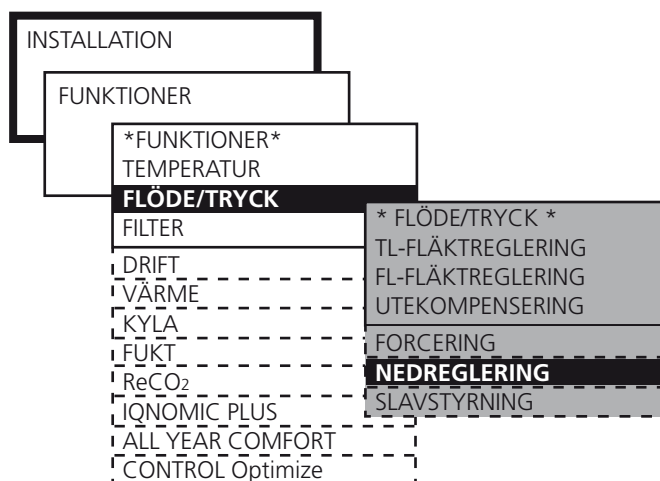 INSTALLATION
FUNKTIONER
*FUNKTIONER*
TEMPERATUR
FLÖDE/TRYCK
FILTER
DRIFT
VÄRME
KYLA
FUKT
ReCO₂
IQNOMIC PLUS
ALL YEAR COMFORT
CONTROL Optimize
* FLÖDE/TRYCK *
TL-FLÄKTREGLERING
FL-FLÄKTREGLERING
UTEKOMPENSERING
FORCERING
NEDREGLERING
SLAVSTYRNING